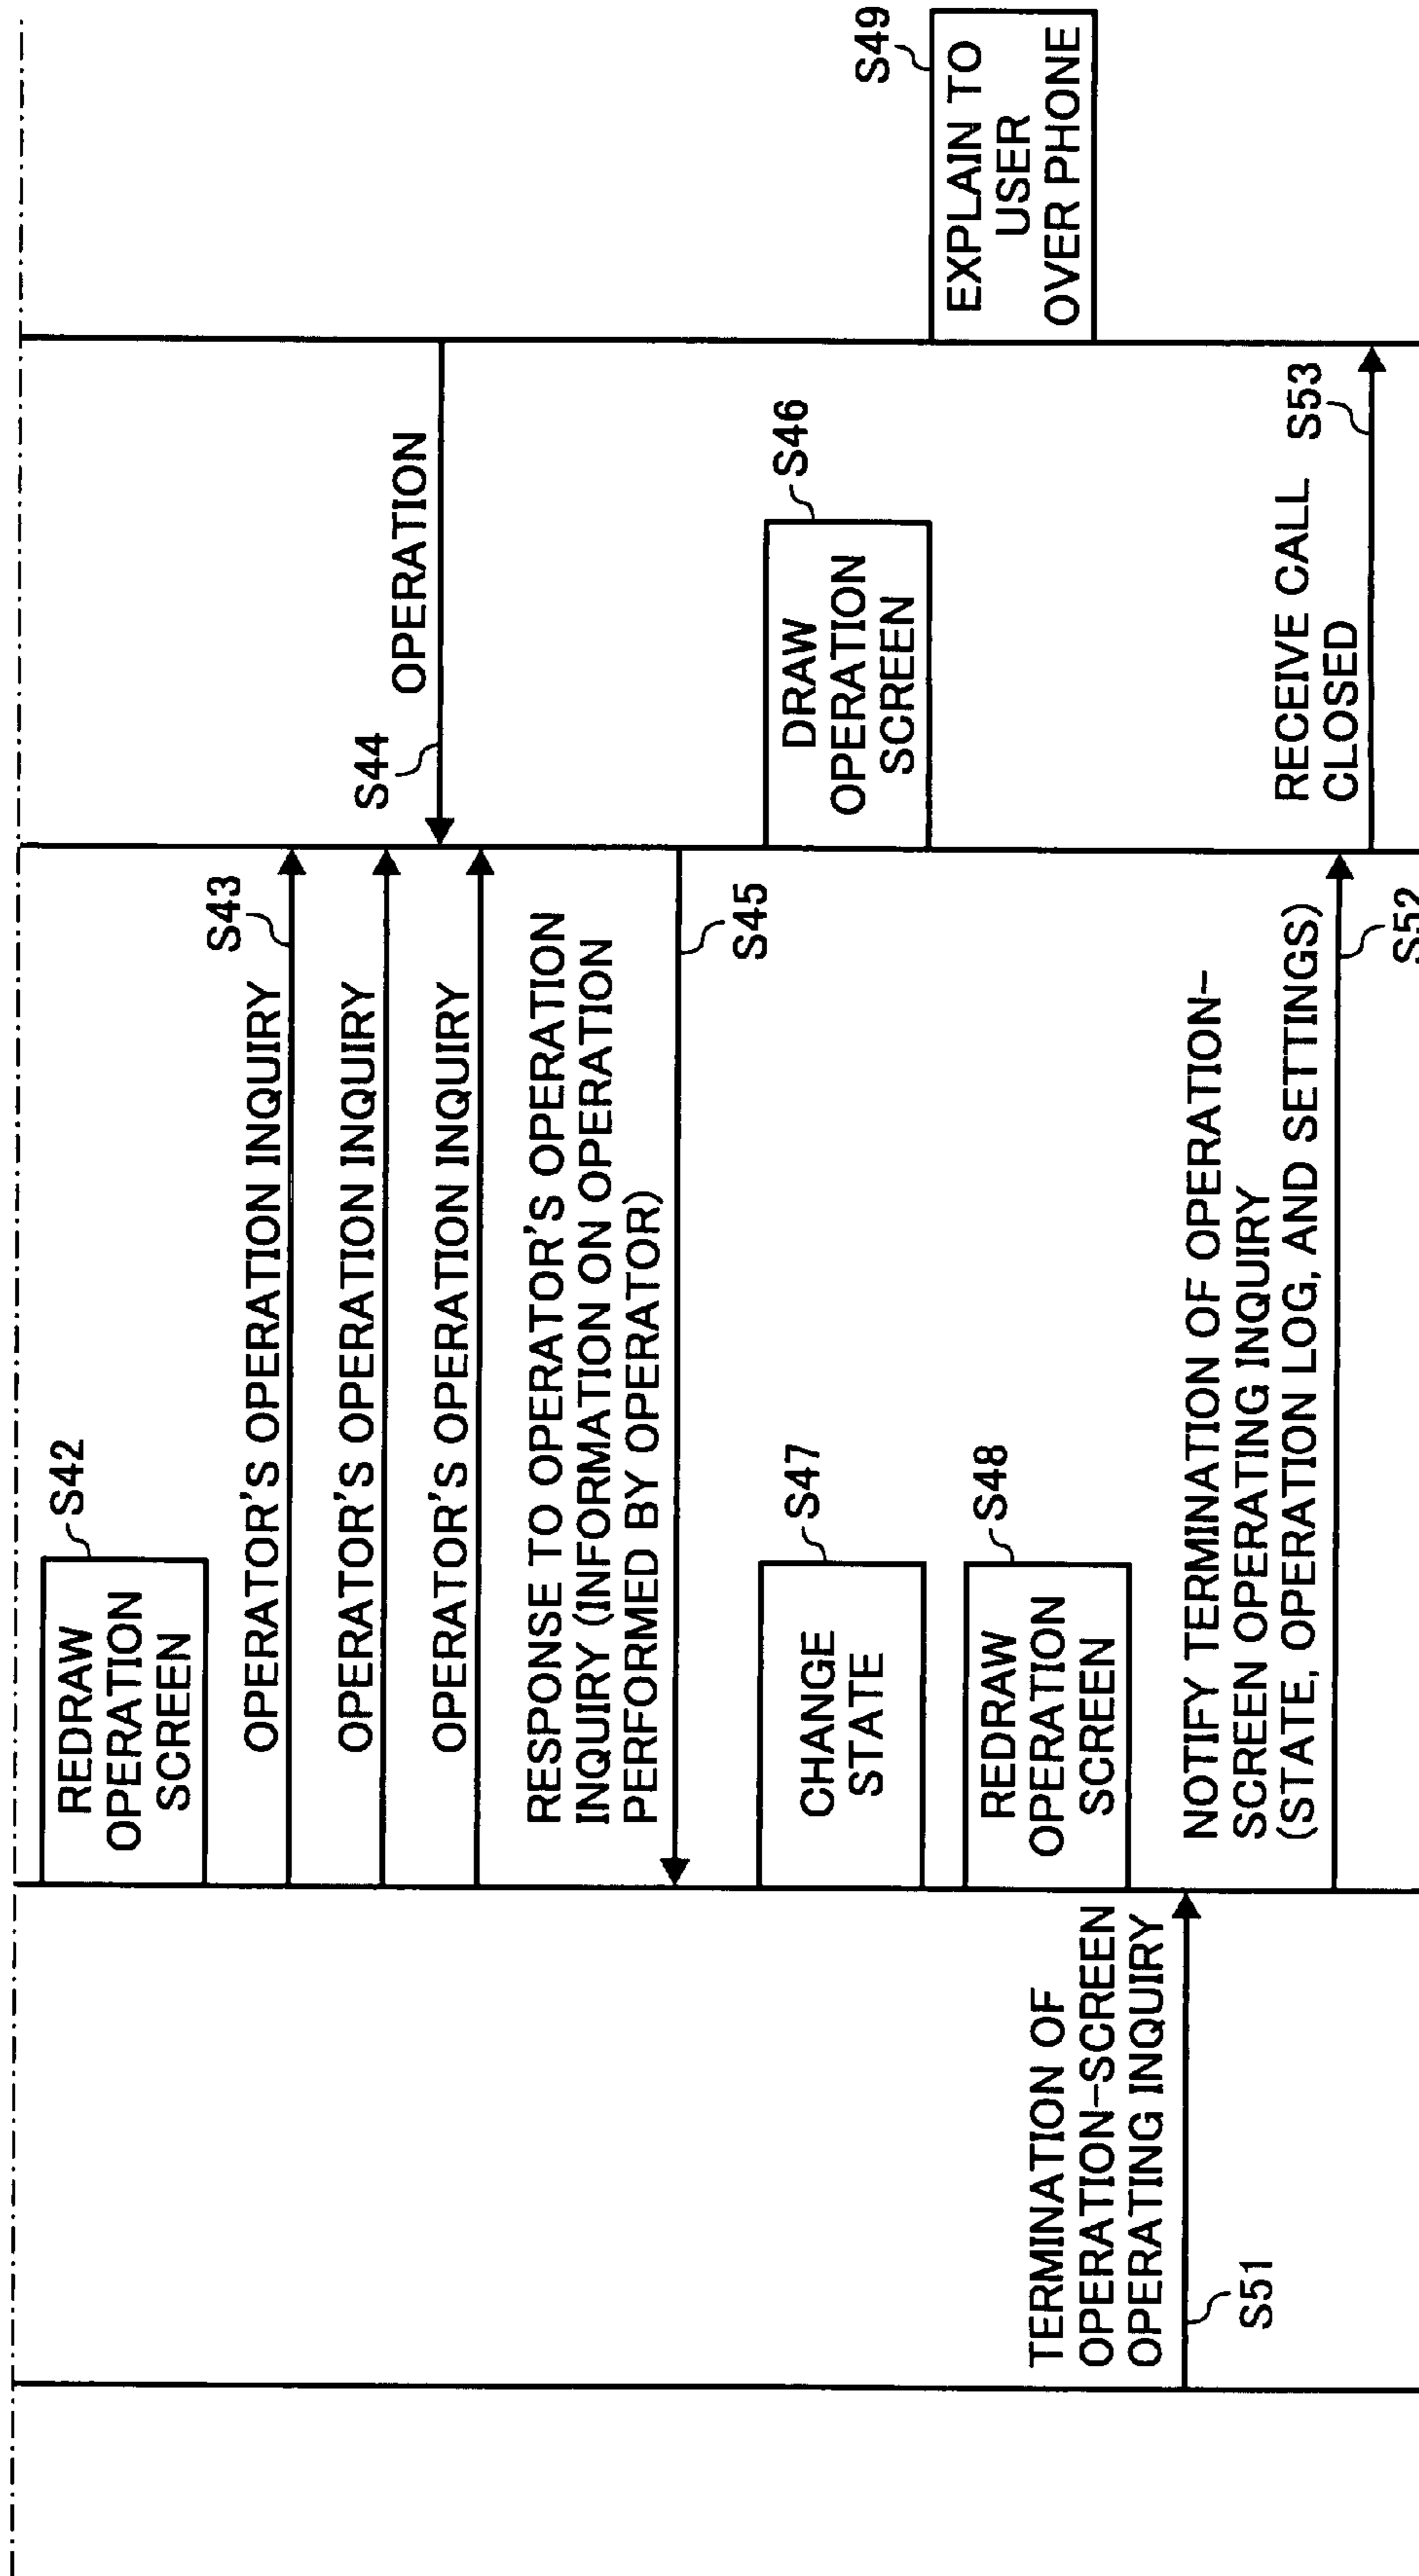 REDRAW
OPERATION
SCREEN
S42
OPERATOR'S OPERATION INQUIRY
S43
OPERATOR'S OPERATION INQUIRY
OPERATOR'S OPERATION INQUIRY
S44
OPERATION
RESPONSE TO OPERATOR'S OPERATION
INQUIRY (INFORMATION ON OPERATION
PERFORMED BY OPERATOR)
S45
DRAW
OPERATION
SCREEN
S46
CHANGE
STATE
S47
REDRAW
OPERATION
SCREEN
S48
EXPLAIN TO
USER
OVER PHONE
S49
TERMINATION OF
OPERATION-SCREEN
OPERATING INQUIRY
S51
NOTIFY TERMINATION OF OPERATION-
SCREEN OPERATING INQUIRY
(STATE, OPERATION LOG, AND SETTINGS)
S52
RECEIVE CALL
CLOSED
S53